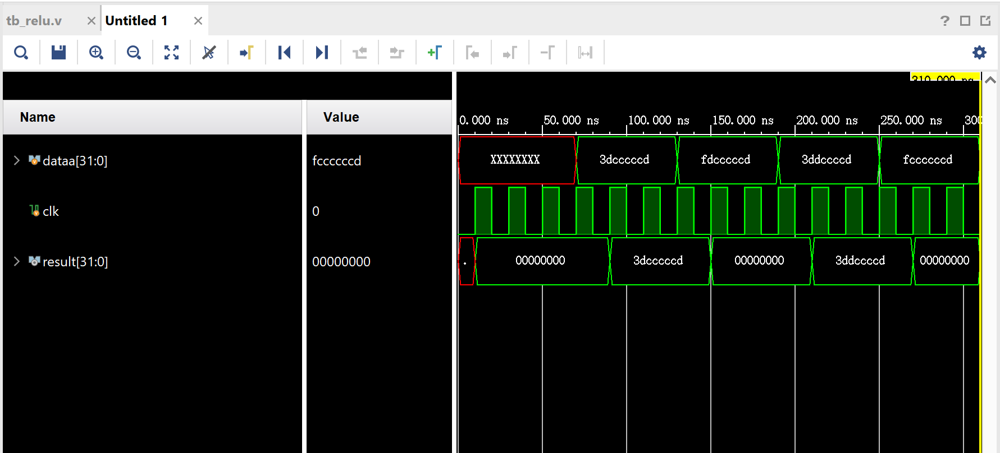 tb_relu.v
Untitled 1
310.000 ns
Name
Value
0.000 ns
50.000 ns
100.000 ns
150.000 ns
200.000 ns
250.000 ns
300
dataa[31:0]
fccccccd
XXXXXXXX
3dcccccd
fdcccccd
3ddccccd
fccccccd
clk
0
result[31:0]
00000000
.
00000000
3dcccccd
00000000
3ddccccd
00000000